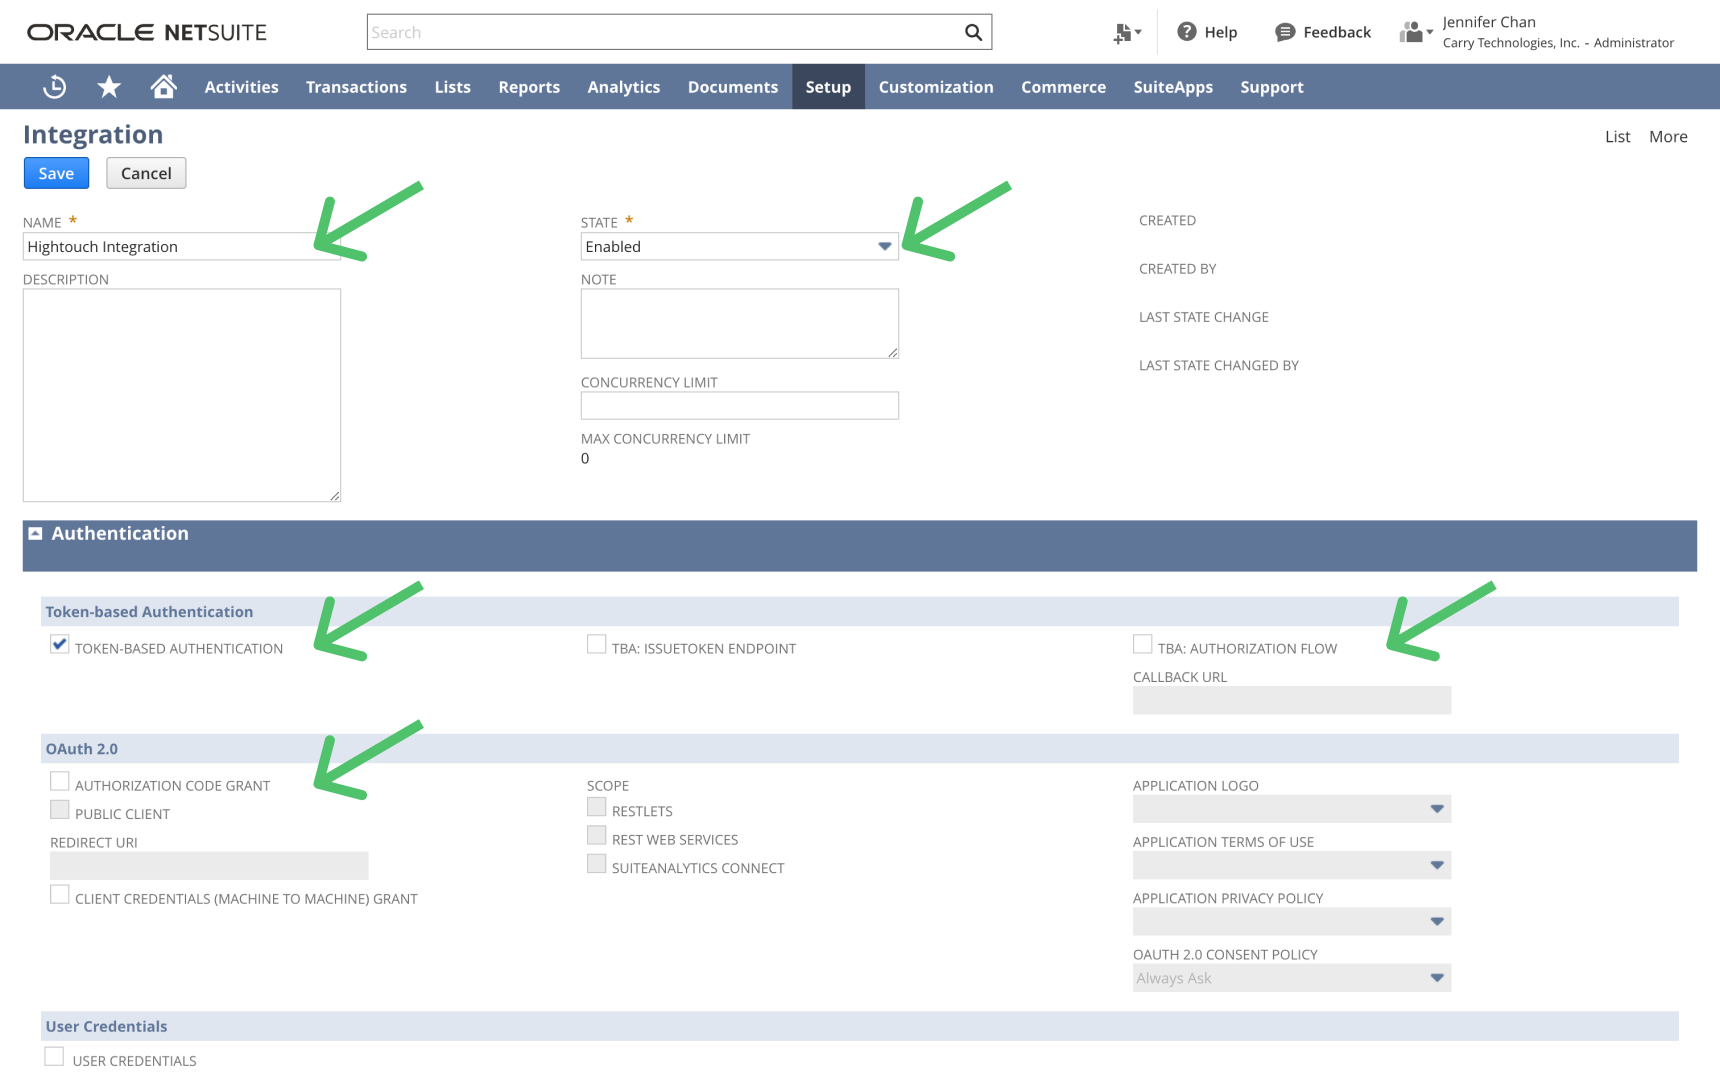 ORACLE NETSUITE
Search
Help
Feedback
Jennifer Chan
Carry Technologies, Inc. - Administrator
Activities Transactions Lists Reports Analytics Documents Setup Customization Commerce SuiteApps Support
Integration
List More
Save Cancel
NAME *
Hightouch Integration
DESCRIPTION
STATE *
Enabled
NOTE
CONCURRENCY LIMIT
MAX CONCURRENCY LIMIT
0
CREATED
CREATED BY
LAST STATE CHANGE
LAST STATE CHANGED BY
Authentication
Token-based Authentication
TOKEN-BASED AUTHENTICATION
TBA: ISSUETOKEN ENDPOINT
TBA: AUTHORIZATION FLOW
CALLBACK URL
OAuth 2.0
AUTHORIZATION CODE GRANT
PUBLIC CLIENT
REDIRECT URI
CLIENT CREDENTIALS (MACHINE TO MACHINE) GRANT
SCOPE
RESTLETS
REST WEB SERVICES
SUITEANALYTICS CONNECT
APPLICATION LOGO
APPLICATION TERMS OF USE
APPLICATION PRIVACY POLICY
OAUTH 2.0 CONSENT POLICY
Always Ask
User Credentials
USER CREDENTIALS